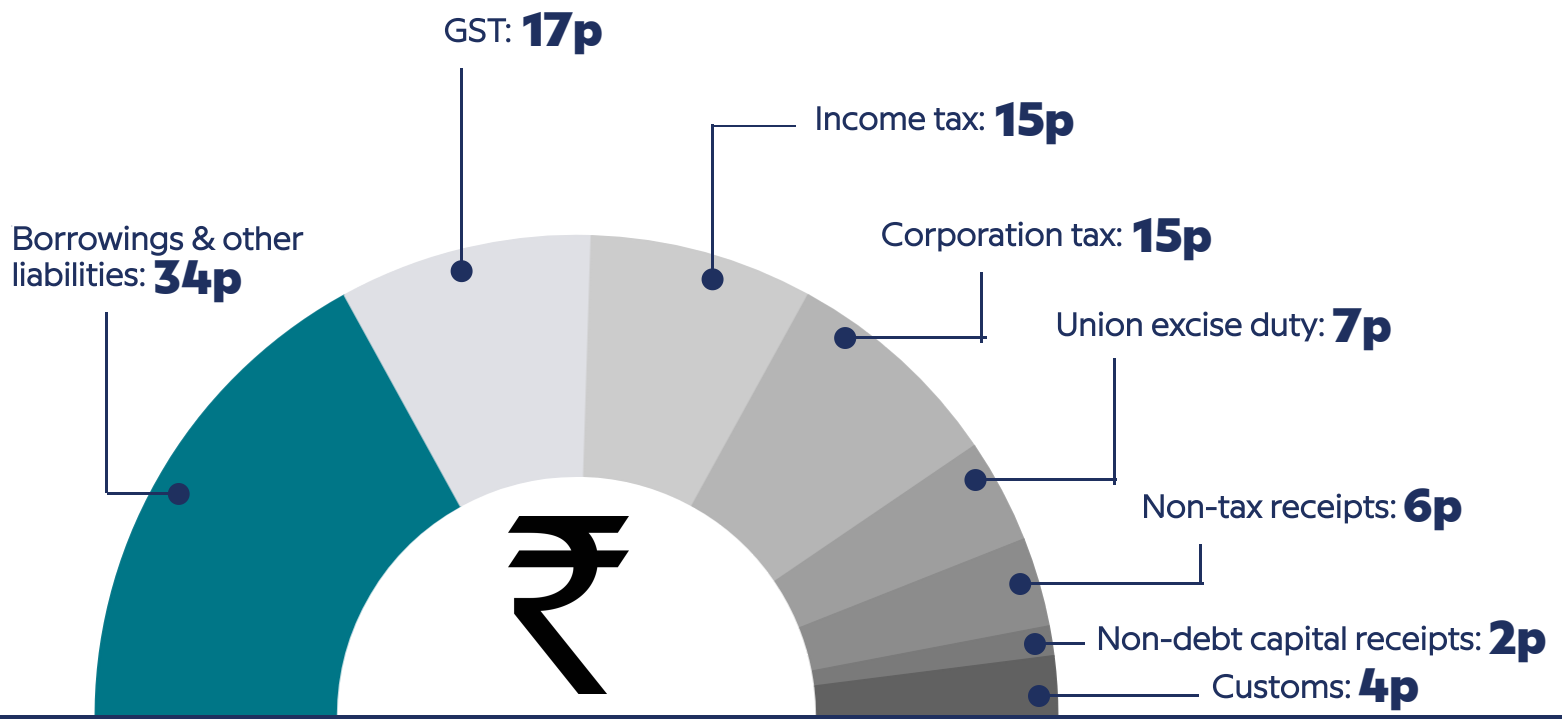 GST: 17p
Income tax: 15p
Corporation tax: 15p
Borrowings & other
liabilities: 34p
Union excise duty: 7p
Non-tax receipts: 6p
₹
Non-debt capital receipts: 2p
Customs: 4p